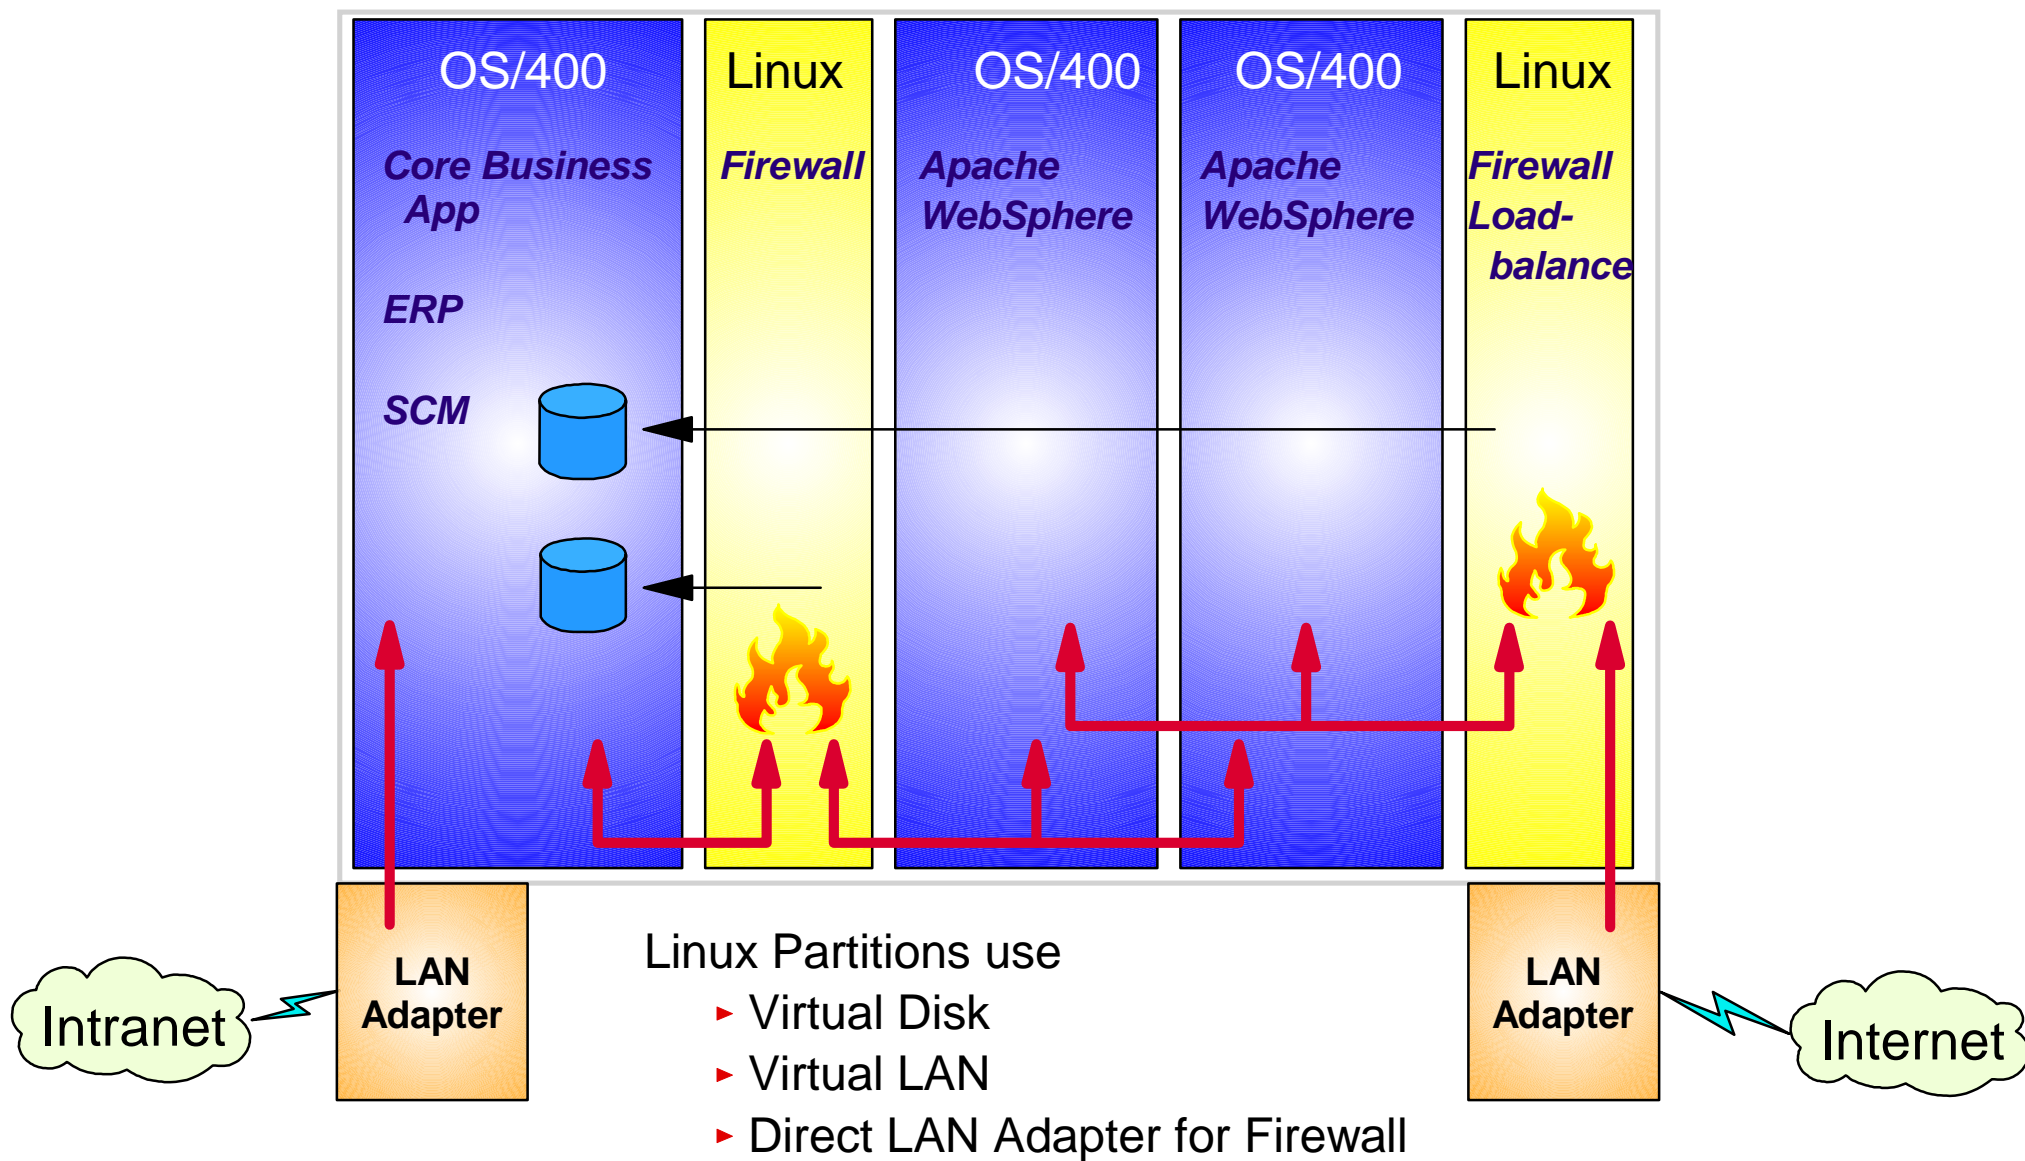 OS/400
Core Business
App
ERP
SCM
Linux
Firewall
OS/400
Apache
WebSphere
OS/400
Apache
WebSphere
Linux
Firewall
Load-
balance
Intranet
LAN
Adapter
Linux Partitions use
Virtual Disk
Virtual LAN
Direct LAN Adapter for Firewall
LAN
Adapter
Internet